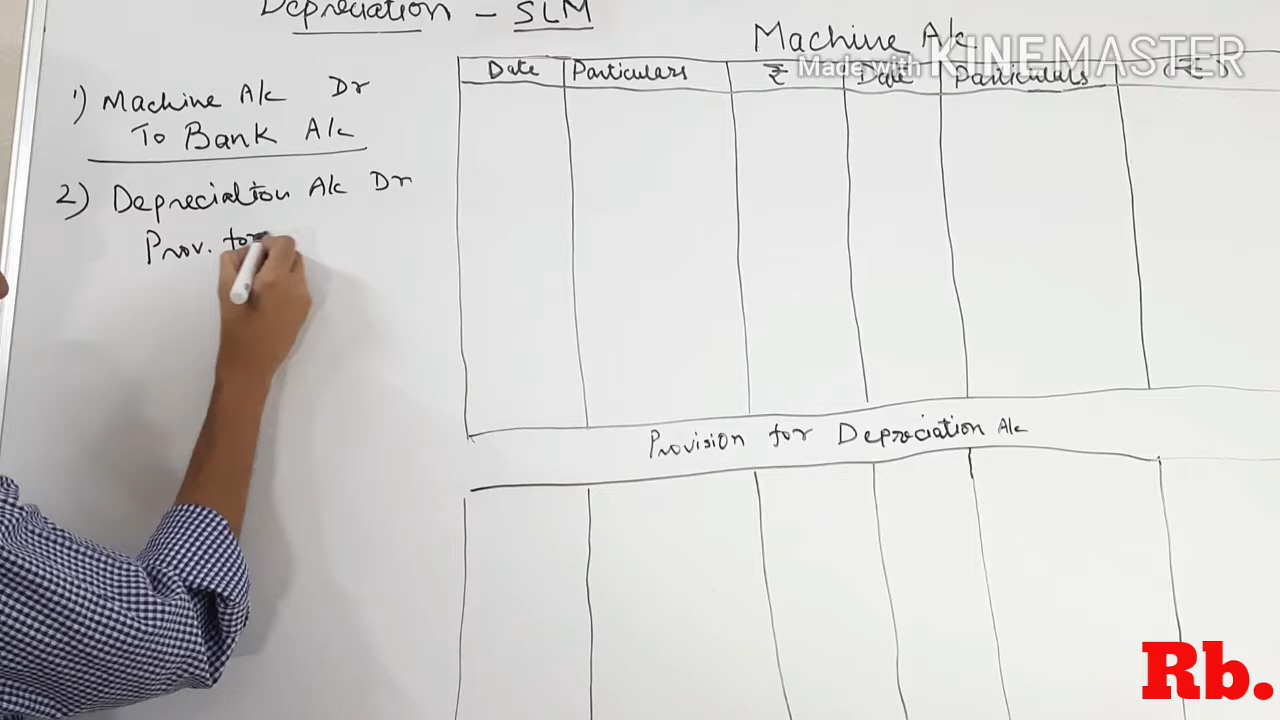 Depreciation - SLM
1) Machine A/c Dr
To Bank A/c
2) Depreciation A/c Dr
Prov. for
Machine A/c
Made with KINEMASTER
Date Particulars ₹ Date Particulars (₹)
Provision for Depreciation A/c
Rb.